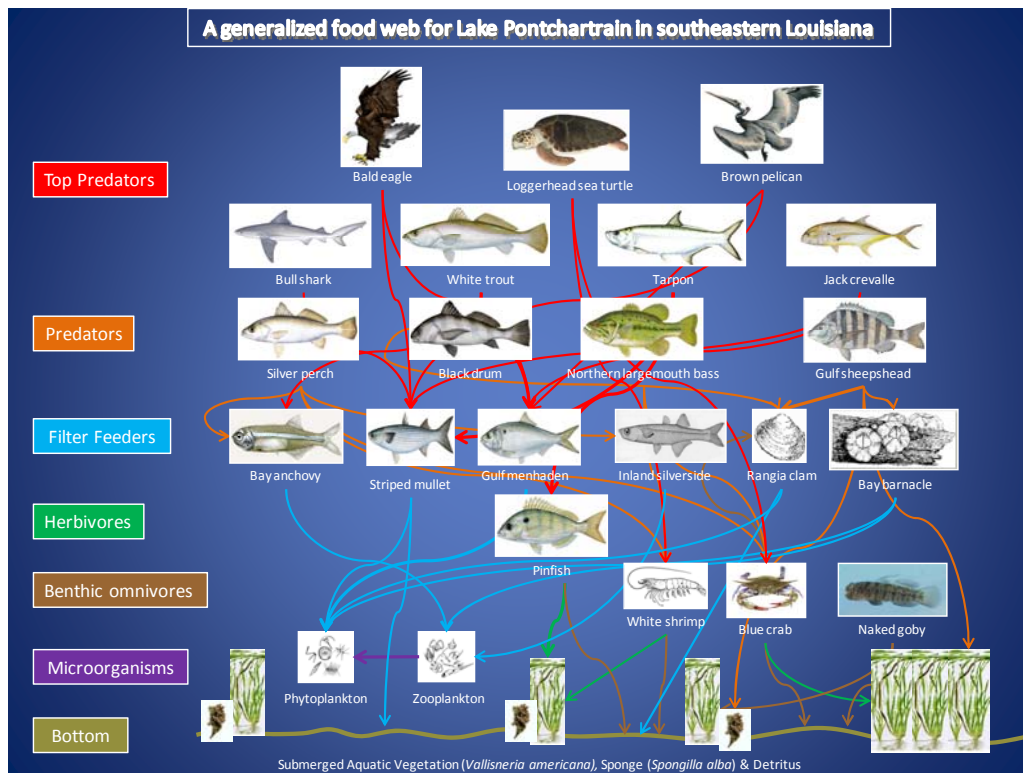 A generalized food web for Lake Pontchartrain in southeastern Louisiana
Top Predators
Bald eagle
Loggerhead sea turtle
Brown pelican
Bull shark
White trout
Tarpon
Jack crevalle
Predators
Silver perch
Black drum
Northern largemouth bass
Gulf sheepshead
Filter Feeders
Bay anchovy
Striped mullet
Gulf menhaden
Inland silverside
Rangia clam
Bay barnacle
Herbivores
Pinfish
Benthic omnivores
White shrimp
Blue crab
Naked goby
Microorganisms
Phytoplankton
Zooplankton
Bottom
Submerged Aquatic Vegetation (Vallisneria americana), Sponge (Spongilla alba) & Detritus